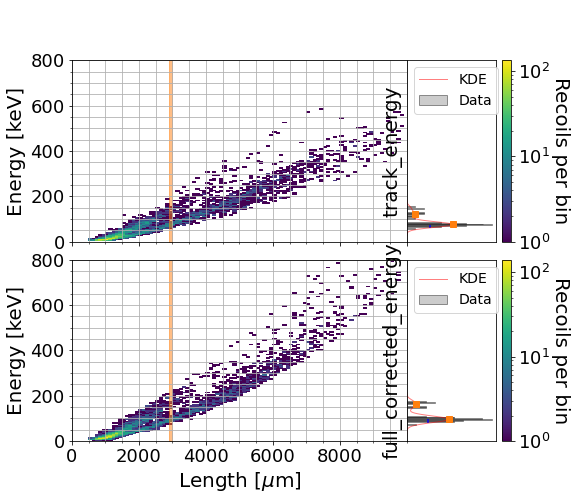 800
600
400
200
0
Energy [keV]
track_energy
KDE
Data
10²
10¹
10⁰
Recoils per bin
800
600
400
200
0
Energy [keV]
full_corrected_energy
KDE
Data
10²
10¹
10⁰
Recoils per bin
0
2000
4000
6000
8000
Length [μm]